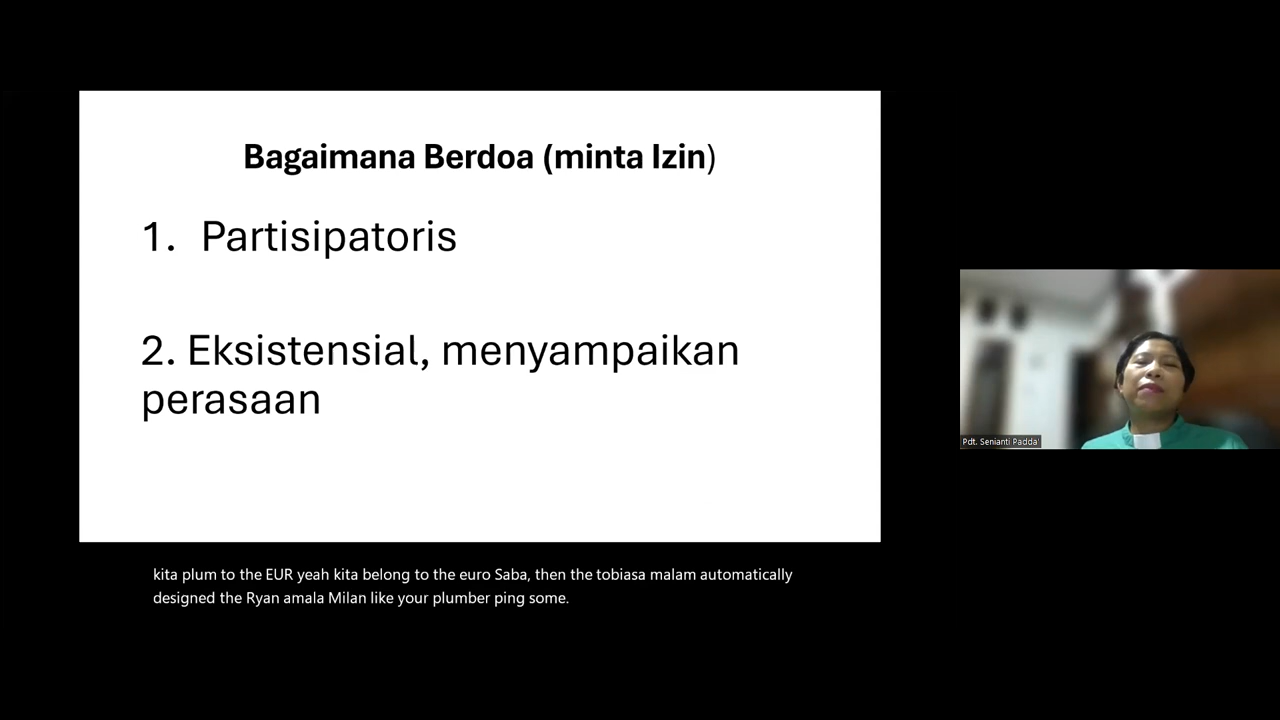 Bagaimana Berdoa (minta Izin)
1. Partisipatoris
2. Eksistensial, menyampaikan
perasaan
Pdt. Senianti Padda'
kita plum to the EUR yeah kita belong to the euro Saba, then the tobiasa malam automatically
designed the Ryan amala Milan like your plumber ping some.